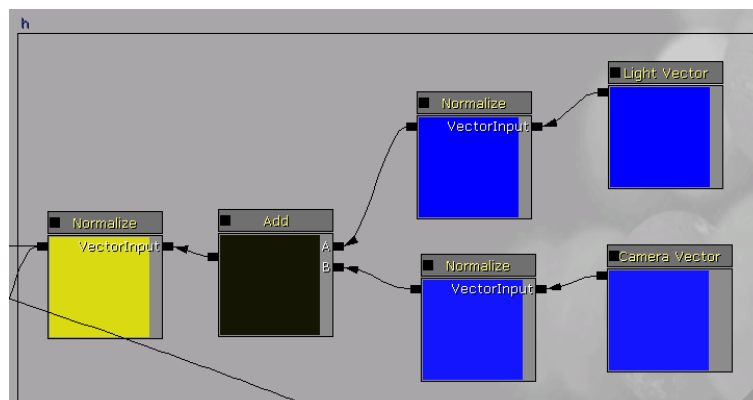 h
Light Vector
Normalize
VectorInput
Normalize
VectorInput
Add
A
B
Normalize
VectorInput
Camera Vector